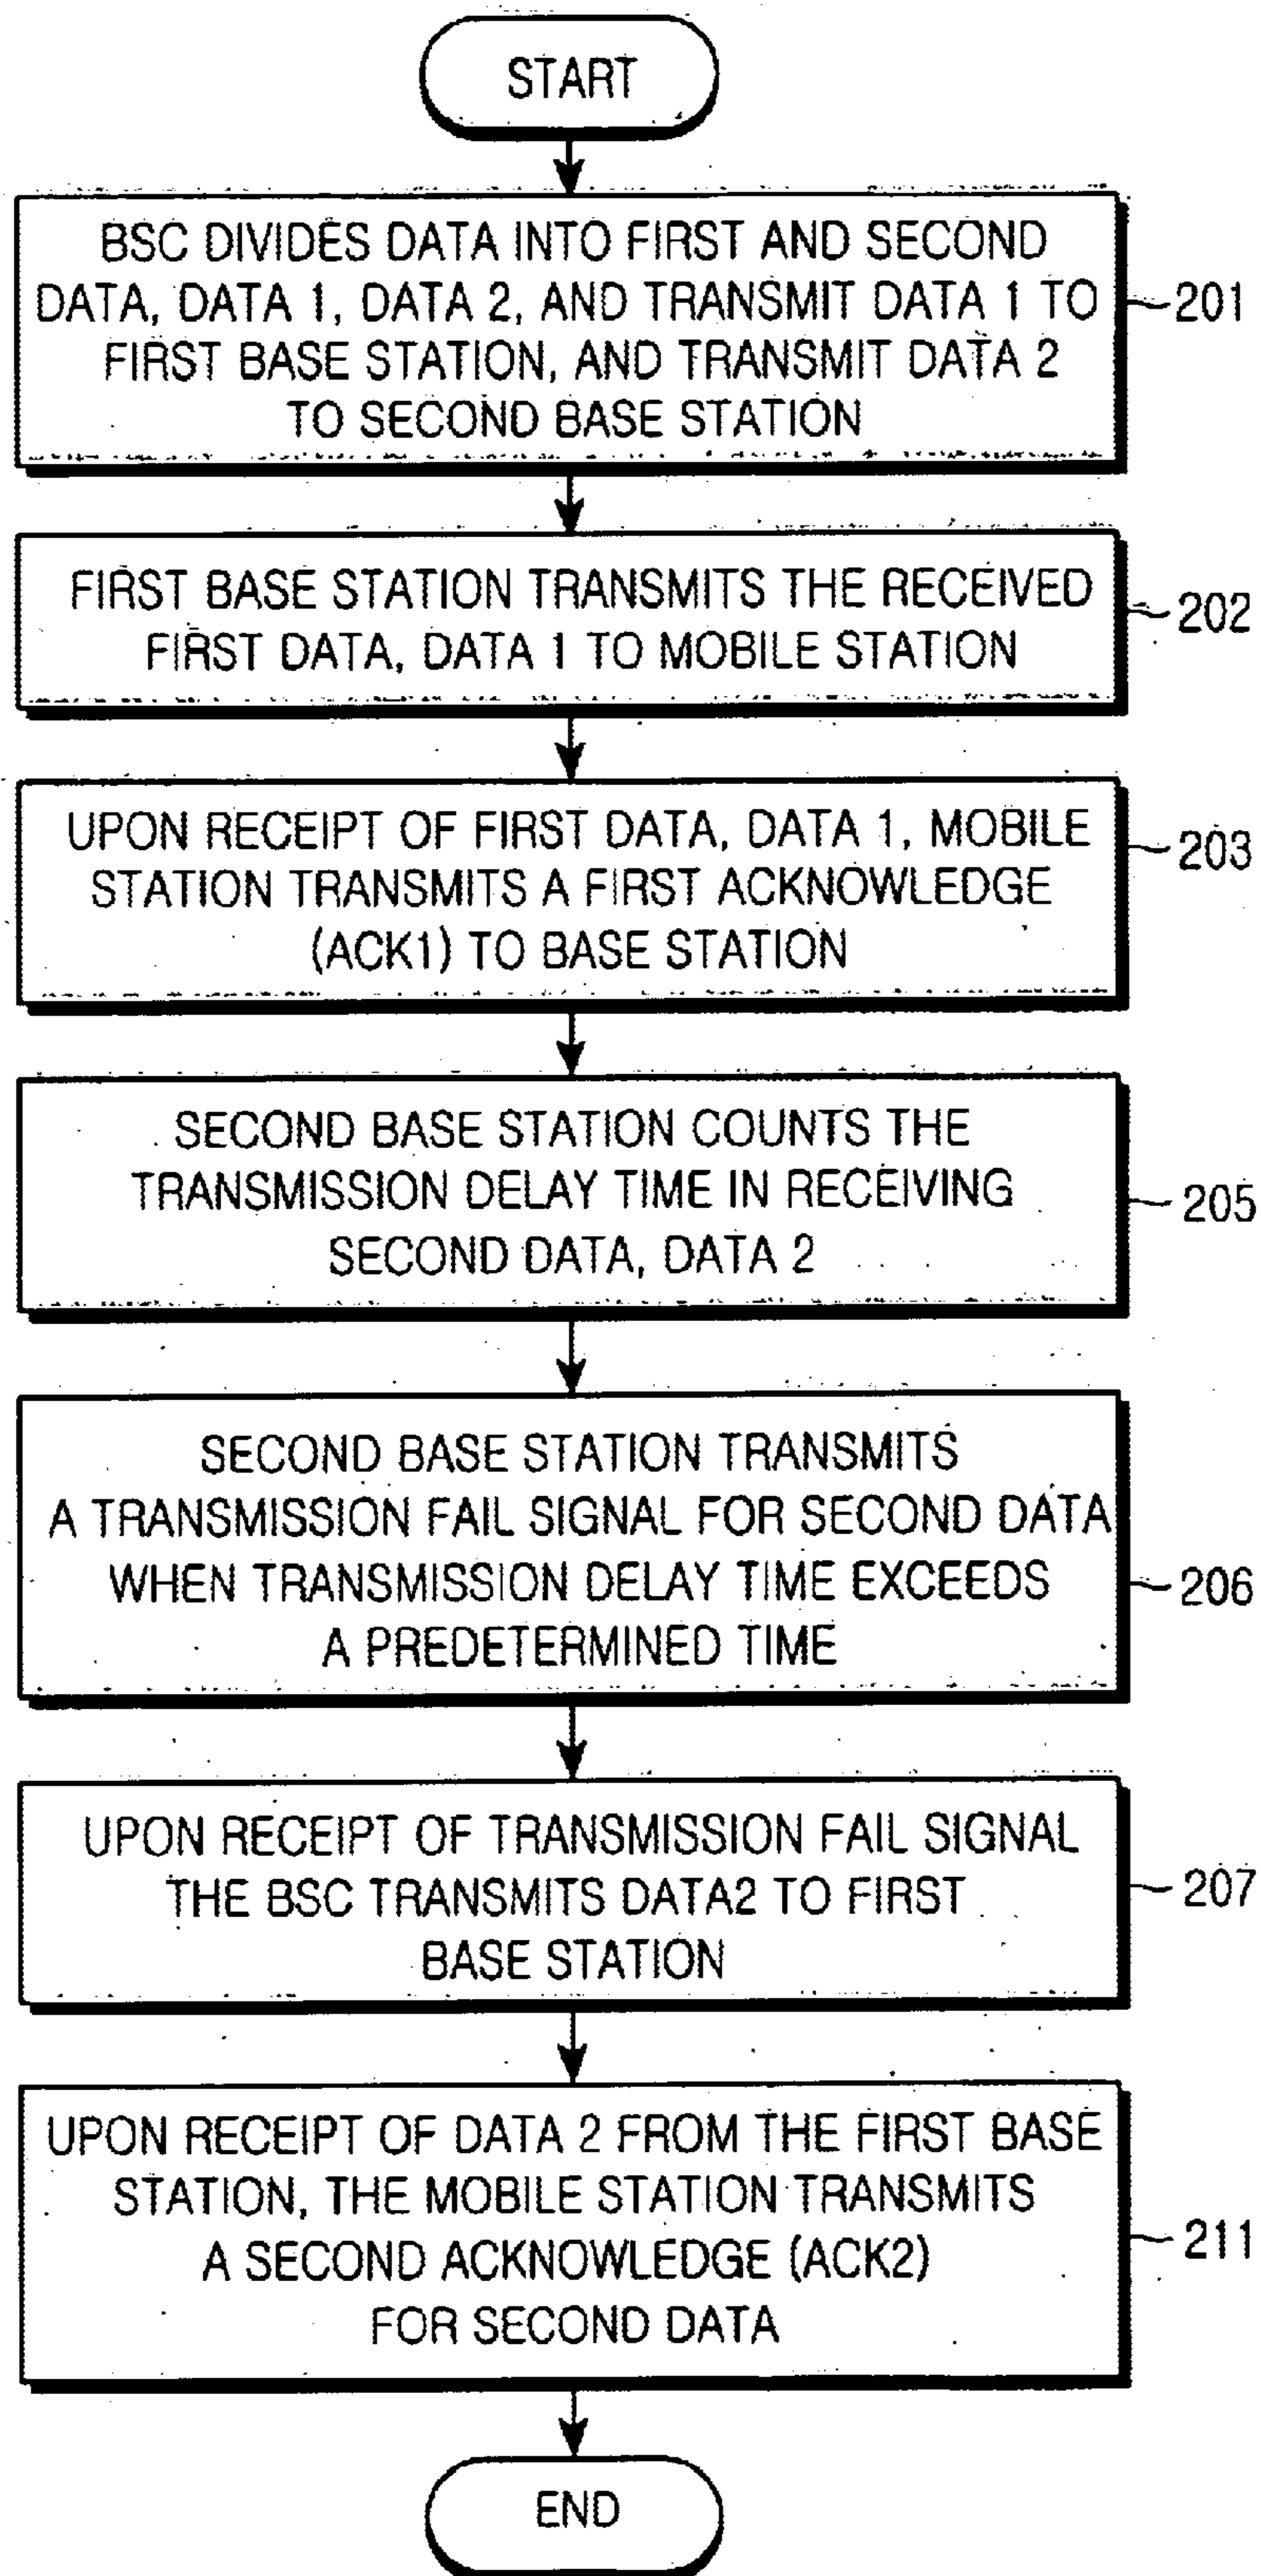 START
BSC DIVIDES DATA INTO FIRST AND SECOND
DATA, DATA 1, DATA 2, AND TRANSMIT DATA 1 TO
FIRST BASE STATION, AND TRANSMIT DATA 2
TO SECOND BASE STATION
201
FIRST BASE STATION TRANSMITS THE RECEIVED
FIRST DATA, DATA 1 TO MOBILE STATION
202
UPON RECEIPT OF FIRST DATA, DATA 1, MOBILE
STATION TRANSMITS A FIRST ACKNOWLEDGE
(ACK1) TO BASE STATION
203
SECOND BASE STATION COUNTS THE
TRANSMISSION DELAY TIME IN RECEIVING
SECOND DATA, DATA 2
205
SECOND BASE STATION TRANSMITS
A TRANSMISSION FAIL SIGNAL FOR SECOND DATA
WHEN TRANSMISSION DELAY TIME EXCEEDS
A PREDETERMINED TIME
206
UPON RECEIPT OF TRANSMISSION FAIL SIGNAL
THE BSC TRANSMITS DATA2 TO FIRST
BASE STATION
207
UPON RECEIPT OF DATA 2 FROM THE FIRST BASE
STATION, THE MOBILE STATION TRANSMITS
A SECOND ACKNOWLEDGE (ACK2)
FOR SECOND DATA
211
END